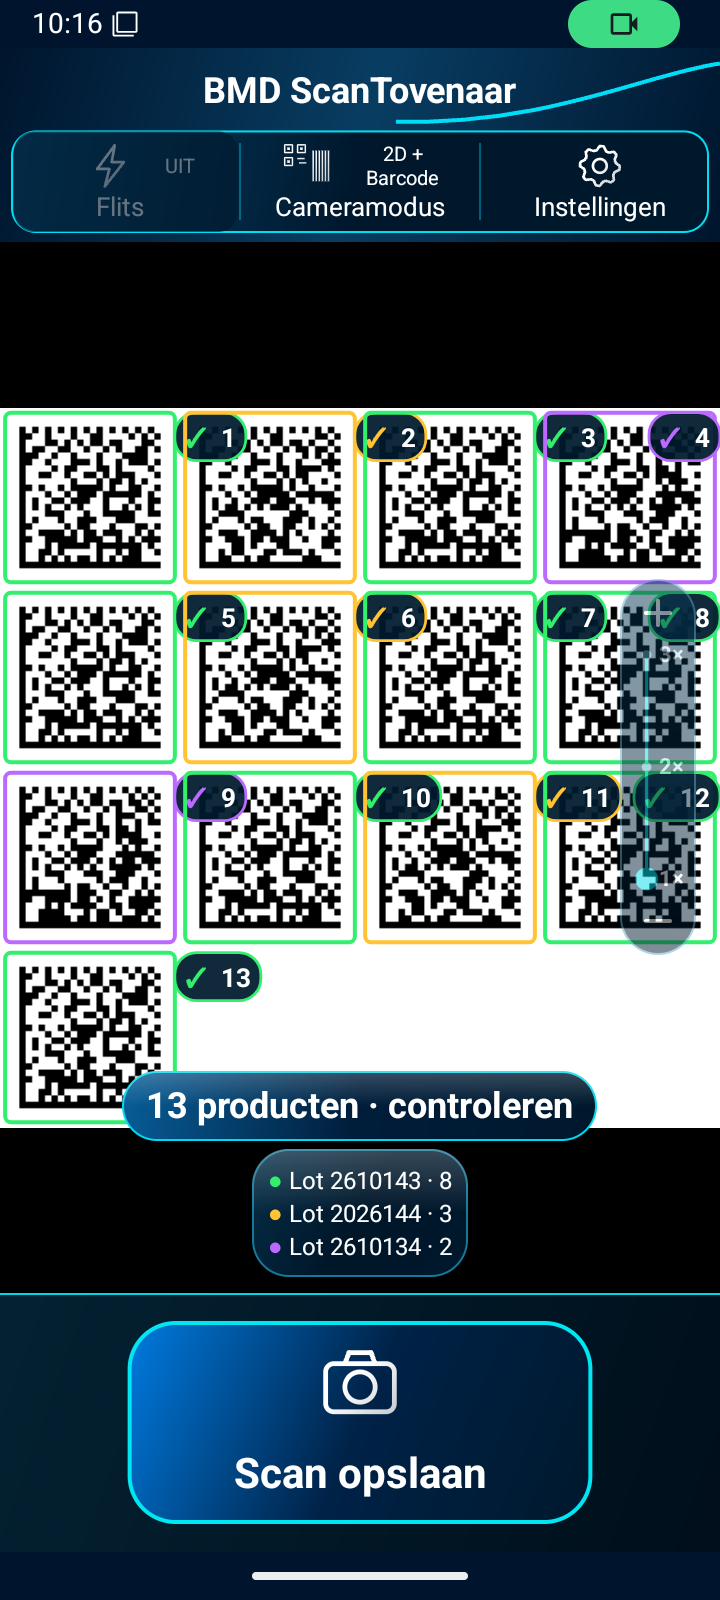 10:16
BMD ScanTovenaar
UIT
Flits
2D +
Barcode
Cameramodus
Instellingen
✓ 1
✓ 2
✓ 3
✓ 4
✓ 5
✓ 6
✓ 7
✓ 8
+
3×
2×
✓ 9
✓ 10
✓ 11
✓ 12
1×
—
✓ 13
13 producten · controleren
Lot 2610143 · 8
Lot 2026144 · 3
Lot 2610134 · 2
Scan opslaan